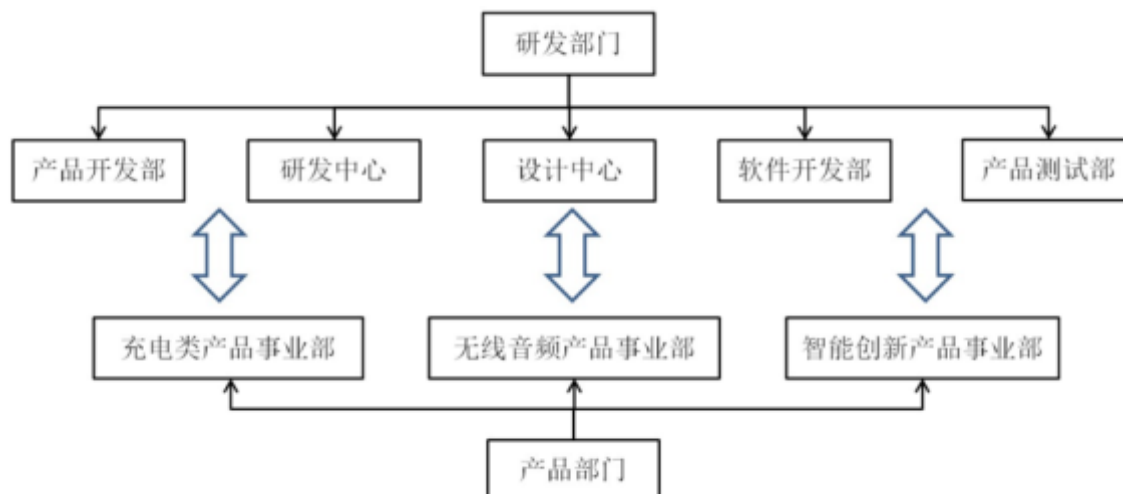 研发部门
产品开发部
研发中心
设计中心
软件开发部
产品测试部
充电类产品事业部
无线音频产品事业部
智能创新产品事业部
产品部门